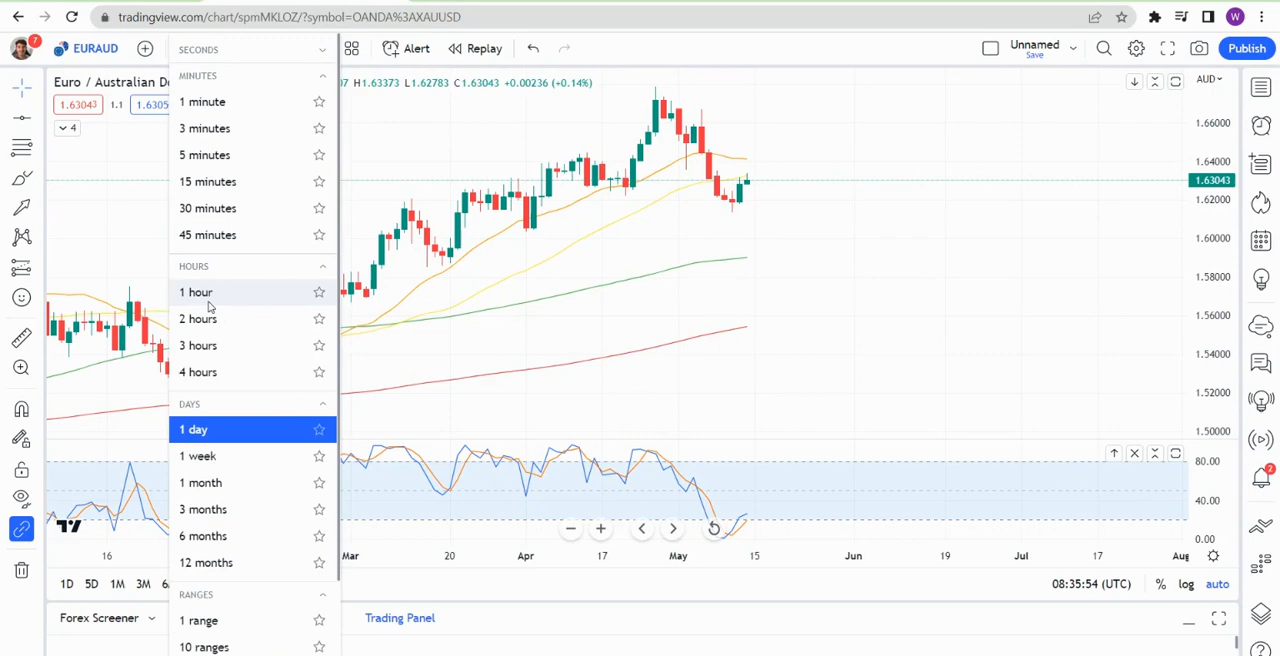 tradingview.com/chart/spmMKLOZ/?symbol=OANDA%3AXAUUSD
W
7
EURAUD
SECONDS
Alert
Replay
Unnamed
Save
Publish
Euro / Australian Do
07 H1.63373 L1.62783 C1.63043 +0.00236 (+0.14%)
AUD
1.63043 1.1 1.6305
4
MINUTES
1 minute
3 minutes
5 minutes
15 minutes
30 minutes
45 minutes
HOURS
1 hour
2 hours
3 hours
4 hours
DAYS
1 day
1 week
1 month
3 months
6 months
12 months
RANGES
1 range
10 ranges
1.66000
1.64000
1.63043
1.62000
1.60000
1.58000
1.56000
1.54000
1.52000
1.50000
80.00
40.00
0.00
2
16 Mar 20 Apr 17 May 15 Jun 19 Jul 17 Aug
1D 5D 1M 3M 6
08:35:54 (UTC) % log auto
Forex Screener
Trading Panel